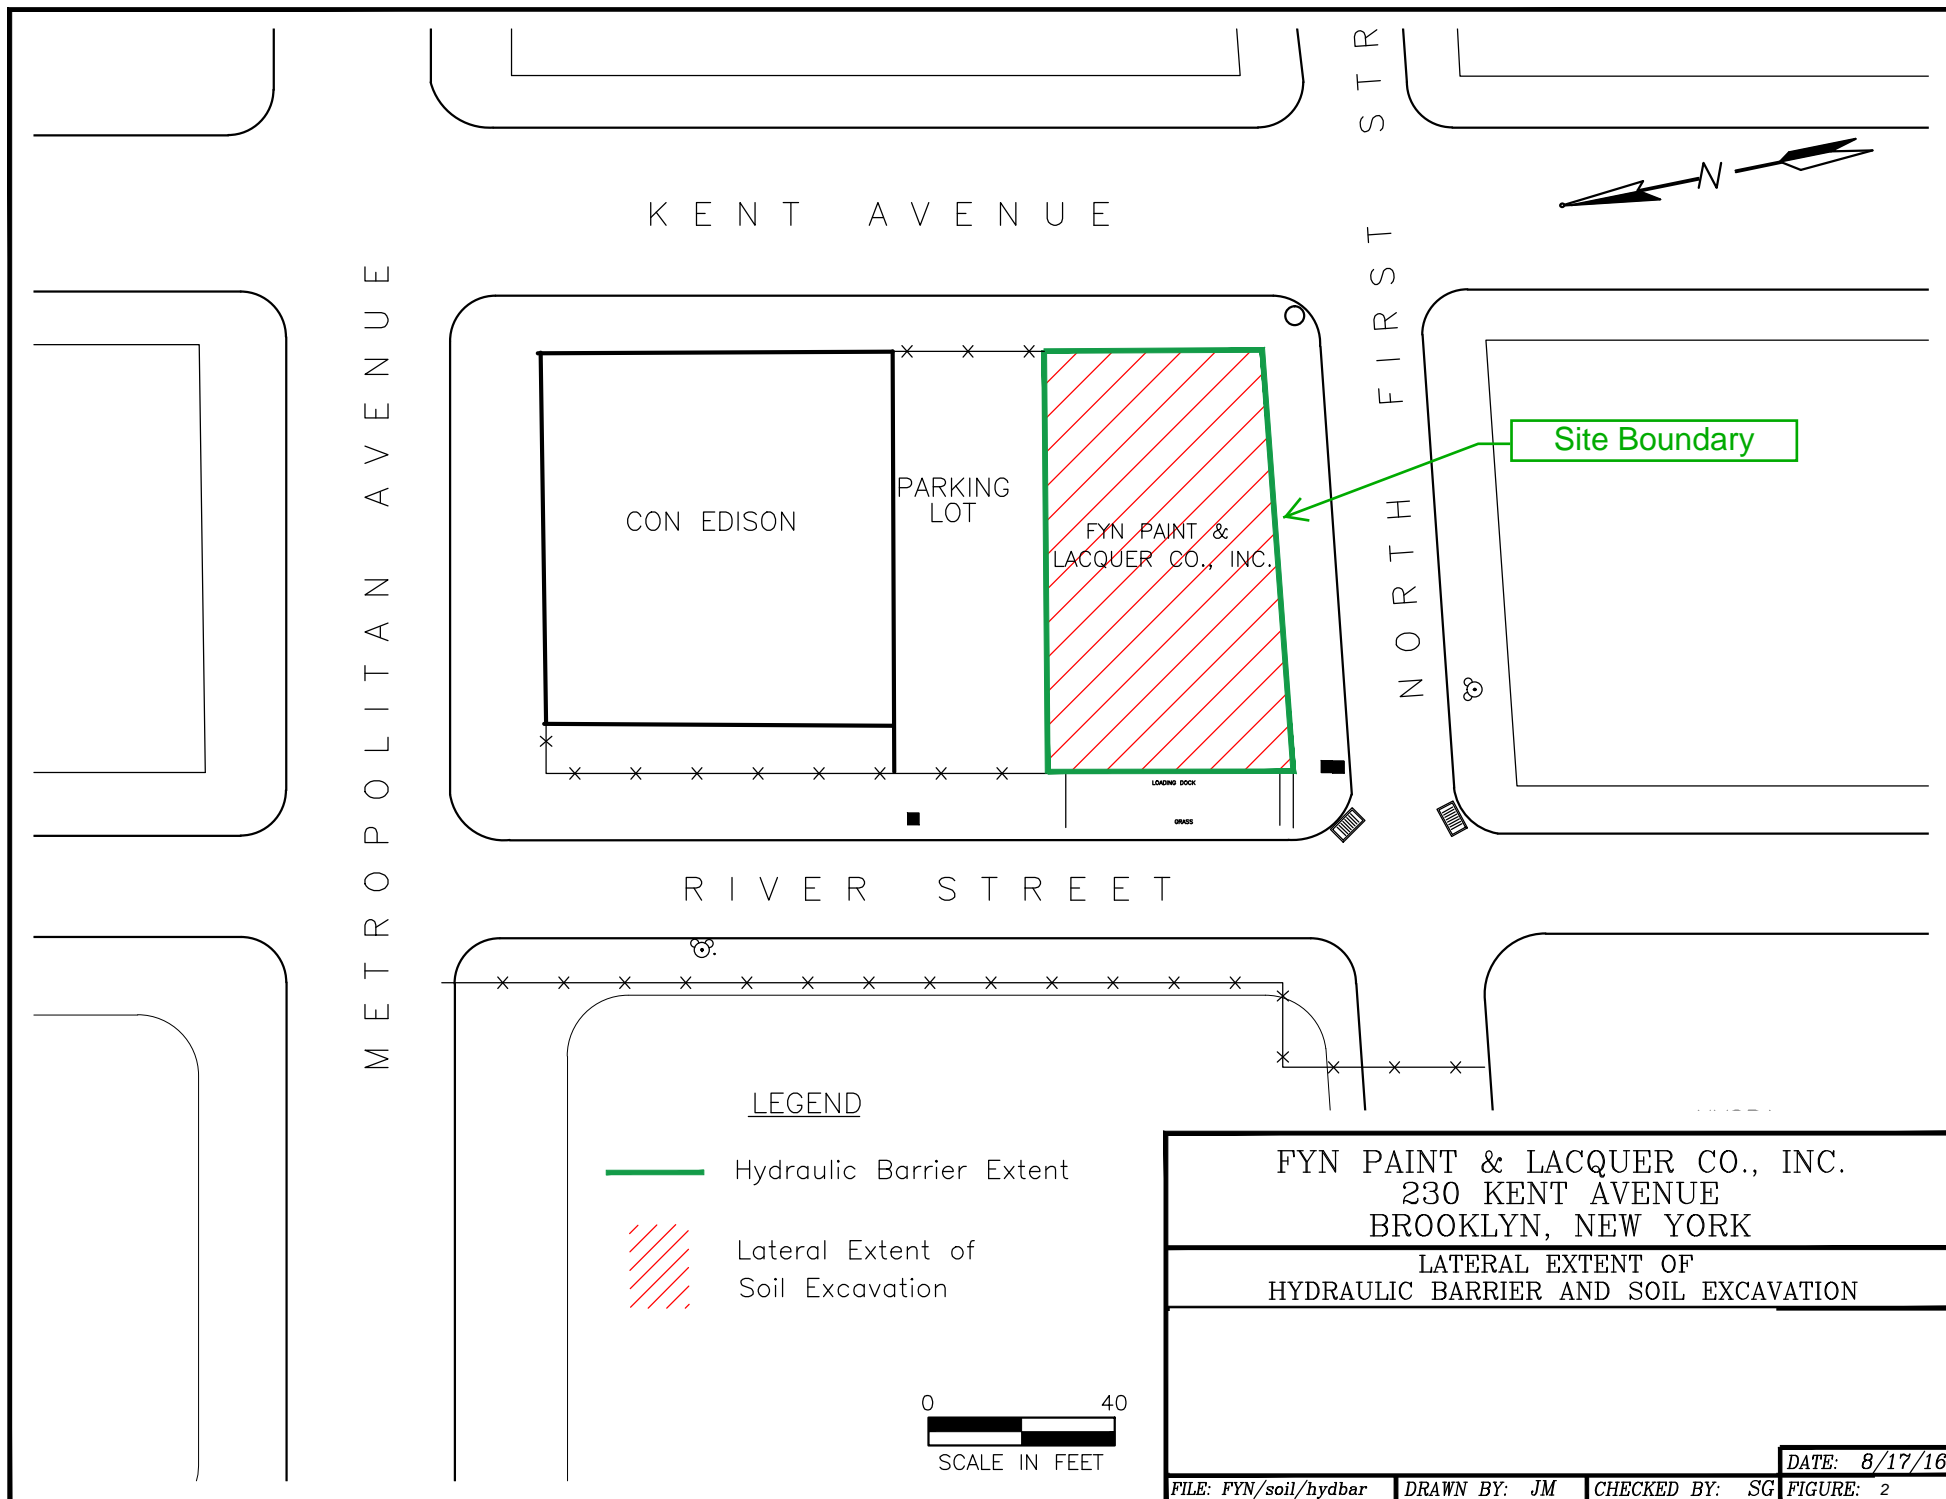 NORTH FIRST STR
N
KENT AVENUE
METROPOLITAN AVENUE
Site Boundary
CON EDISON
PARKING
LOT
FYN PAINT &
LACQUER CO., INC.
LOADING DOCK
GRASS
RIVER STREET
LEGEND
Hydraulic Barrier Extent
Lateral Extent of
Soil Excavation
0 40
SCALE IN FEET
FYN PAINT & LACQUER CO., INC.
230 KENT AVENUE
BROOKLYN, NEW YORK
LATERAL EXTENT OF
HYDRAULIC BARRIER AND SOIL EXCAVATION
DATE: 8/17/16
FILE: FYN/soil/hydbar DRAWN BY: JM CHECKED BY: SG FIGURE: 2